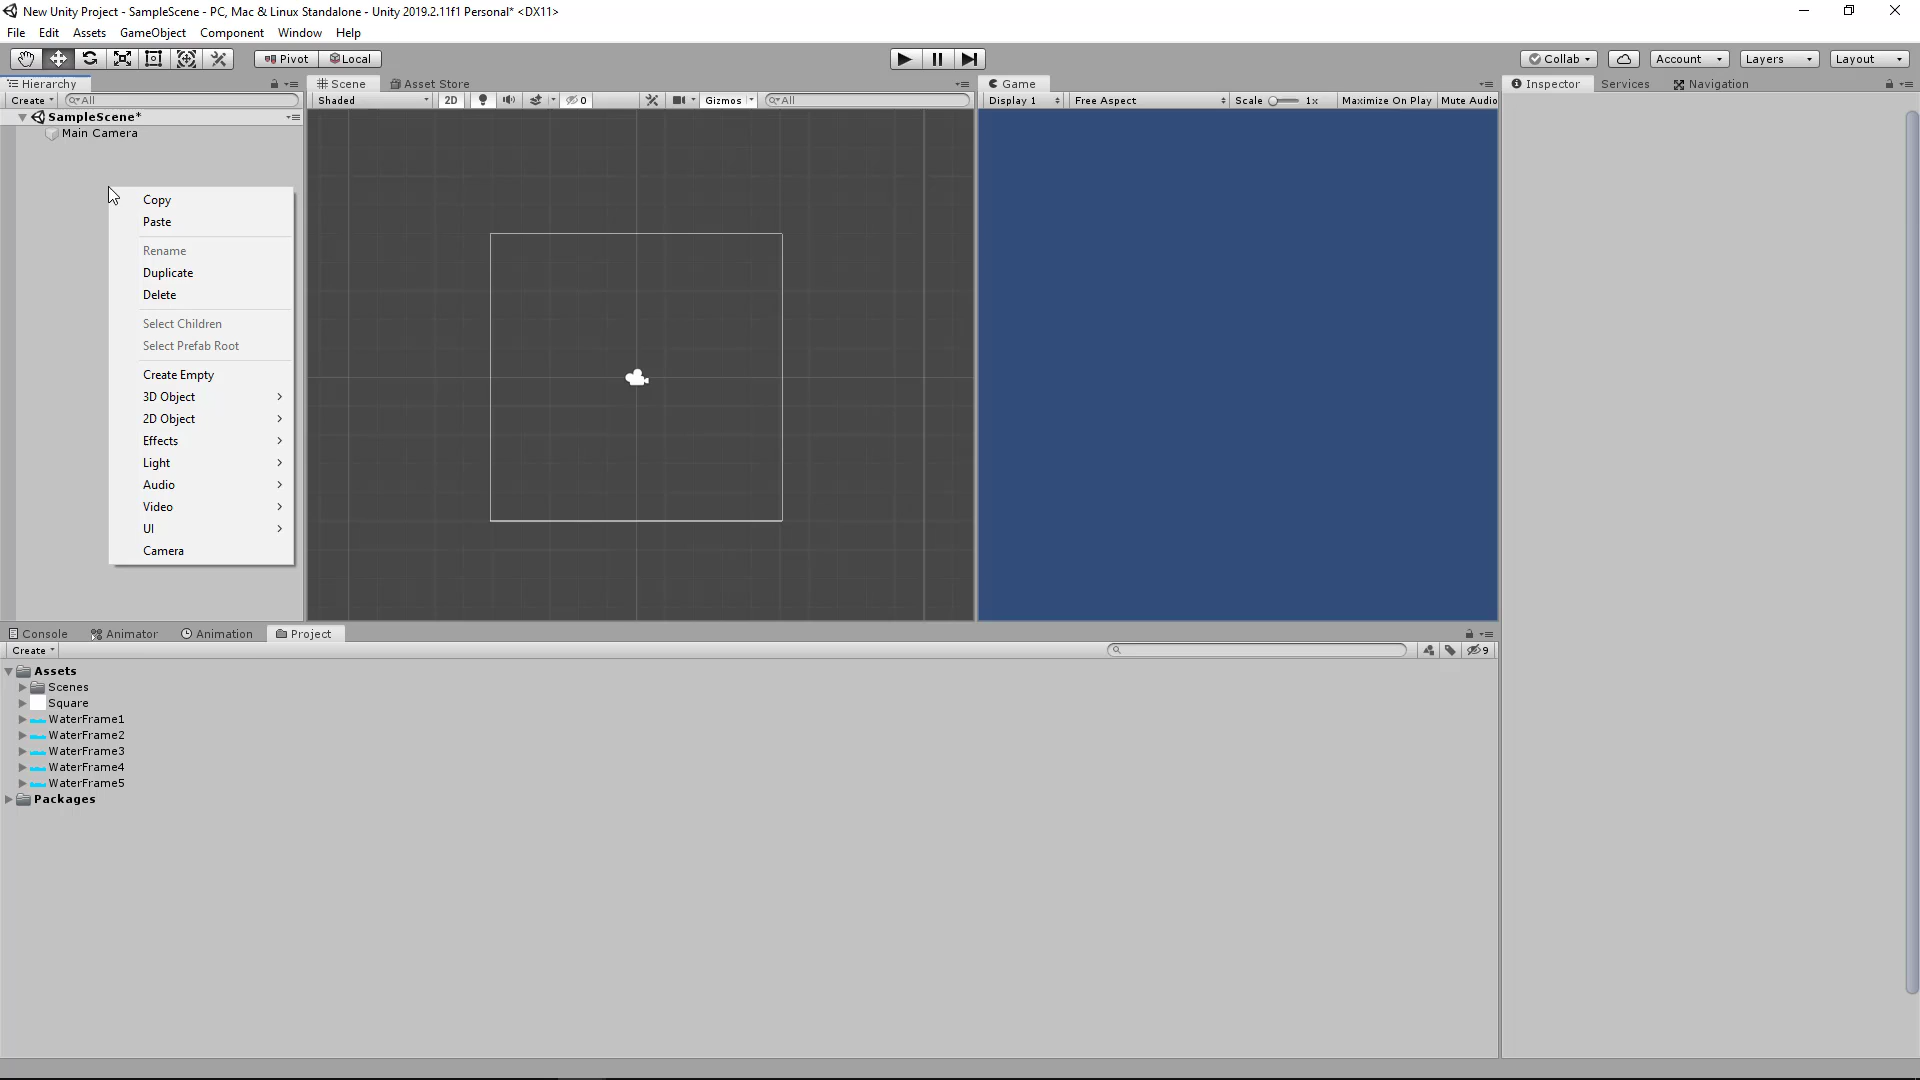 New Unity Project - SampleScene - PC, Mac & Linux Standalone - Unity 2019.2.11f1 Personal* <DX11>
File Edit Assets GameObject Component Window Help
Pivot Local Collab Account Layers Layout
Hierarchy Scene Asset Store Game Inspector Services Navigation
Create All Shaded 2D 0 Gizmos All Display 1 Free Aspect Scale 1x Maximize On Play Mute Audio
SampleScene*
Main Camera
Copy
Paste
Rename
Duplicate
Delete
Select Children
Select Prefab Root
Create Empty
3D Object
2D Object
Effects
Light
Audio
Video
UI
Camera
Console Animator Animation Project
Create 9
Assets
Scenes
Square
WaterFrame1
WaterFrame2
WaterFrame3
WaterFrame4
WaterFrame5
Packages